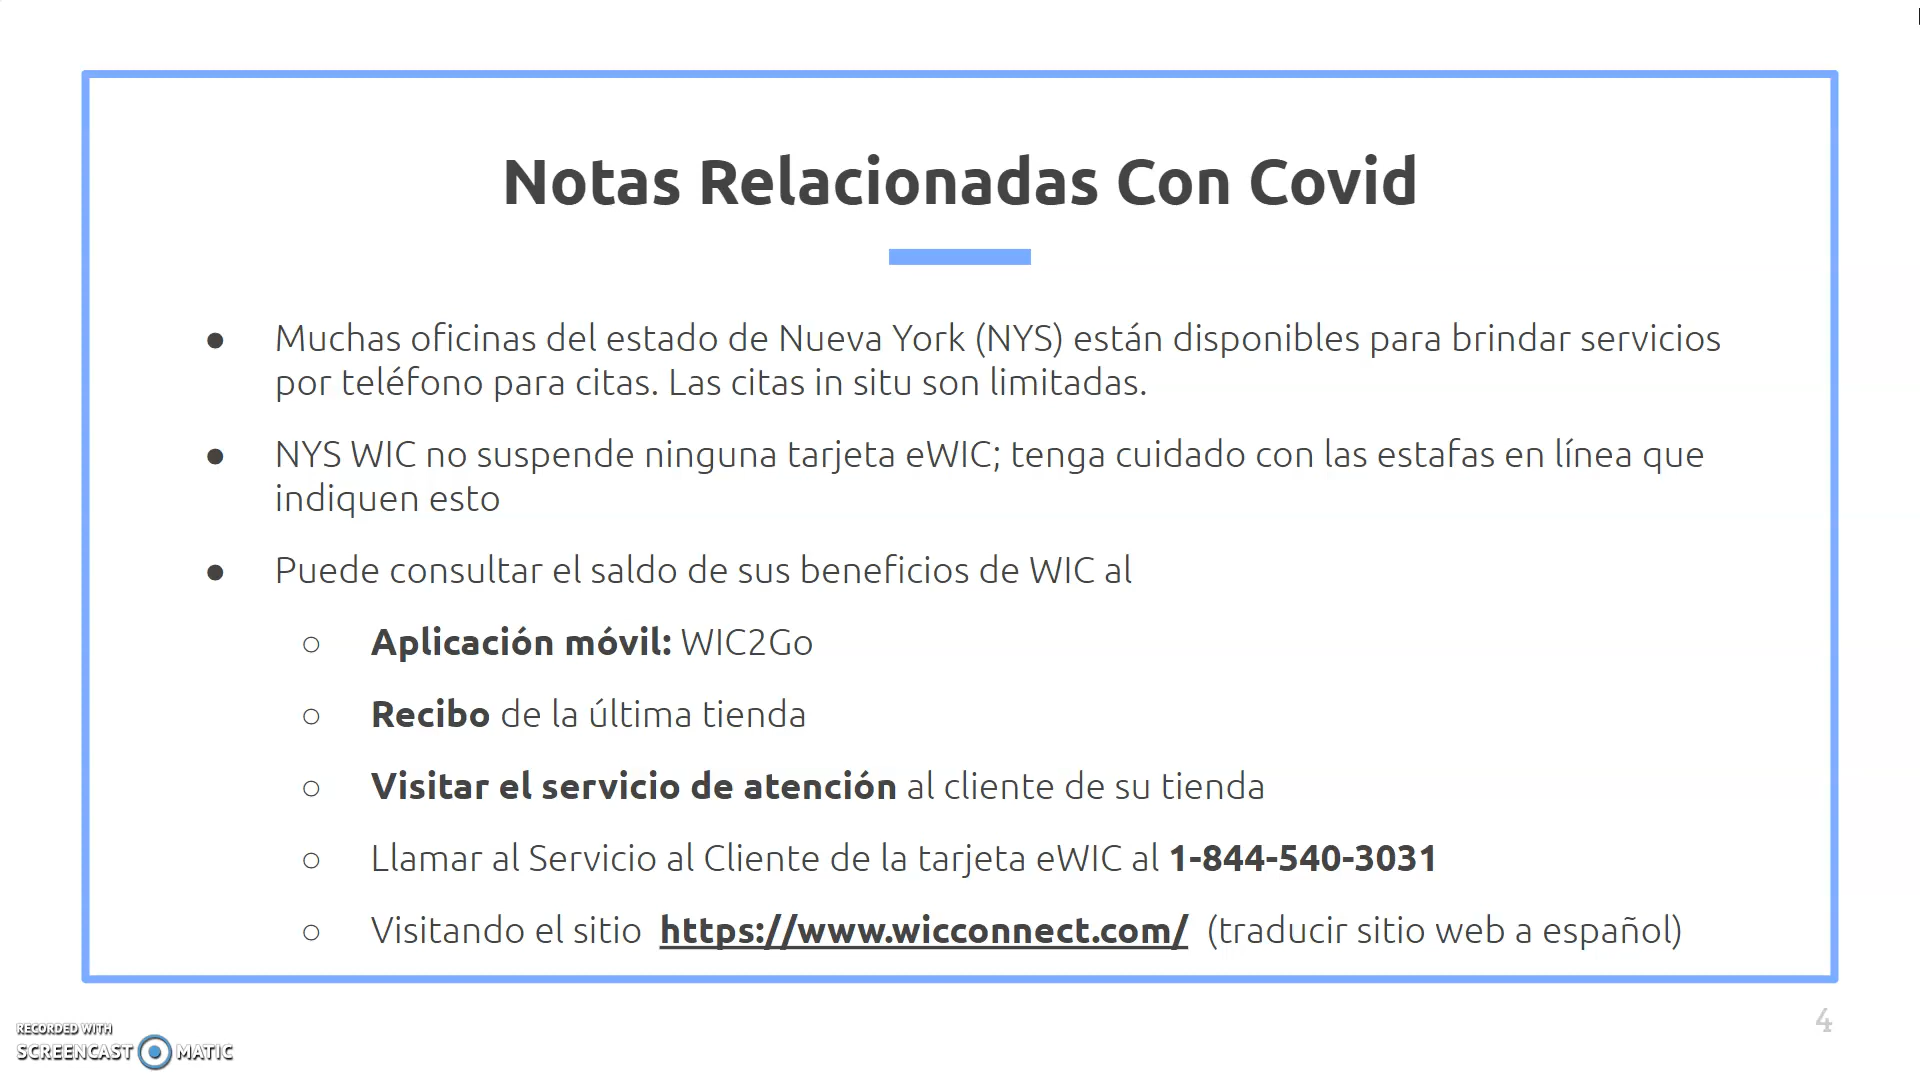 Notas Relacionadas Con Covid
● Muchas oficinas del estado de Nueva York (NYS) están disponibles para brindar servicios
por teléfono para citas. Las citas in situ son limitadas.
● NYS WIC no suspende ninguna tarjeta eWIC; tenga cuidado con las estafas en línea que
indiquen esto
● Puede consultar el saldo de sus beneficios de WIC al
○ Aplicación móvil: WIC2Go
○ Recibo de la última tienda
○ Visitar el servicio de atención al cliente de su tienda
○ Llamar al Servicio al Cliente de la tarjeta eWIC al 1-844-540-3031
○ Visitando el sitio https://www.wicconnect.com/ (traducir sitio web a español)
4
RECORDED WITH
SCREENCAST MATIC